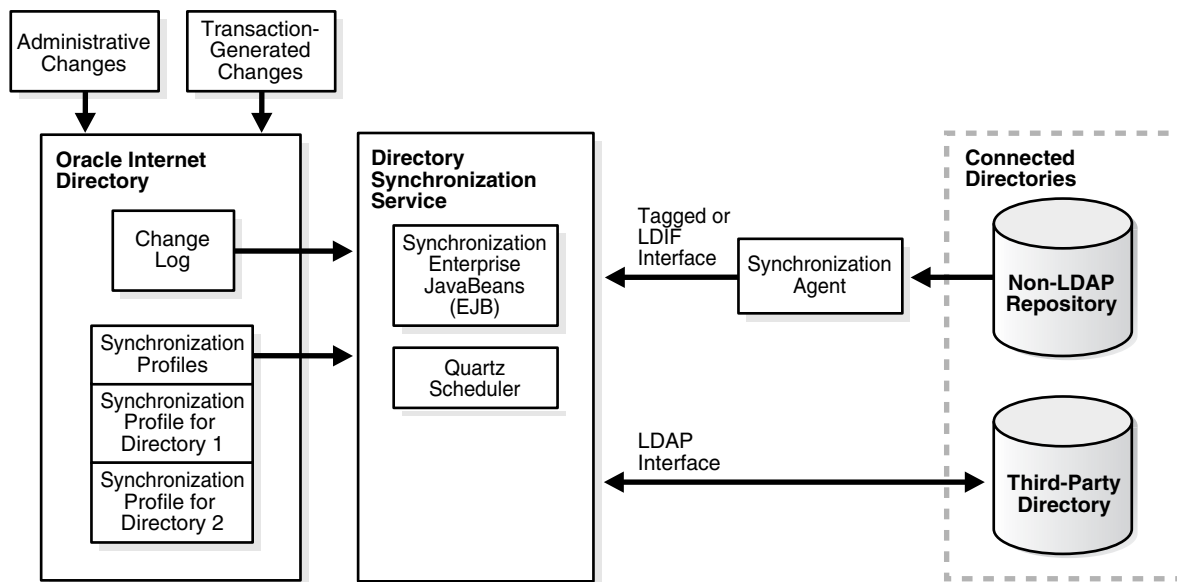 Administrative
Changes
Transaction-
Generated
Changes
Oracle Internet
Directory
Change
Log
Synchronization
Profiles
Synchronization
Profile for
Directory 1
Synchronization
Profile for
Directory 2
Directory
Synchronization
Service
Synchronization
Enterprise
JavaBeans
(EJB)
Quartz
Scheduler
Tagged or
LDIF
Interface
Synchronization
Agent
LDAP
Interface
Connected
Directories
Non-LDAP
Repository
Third-Party
Directory